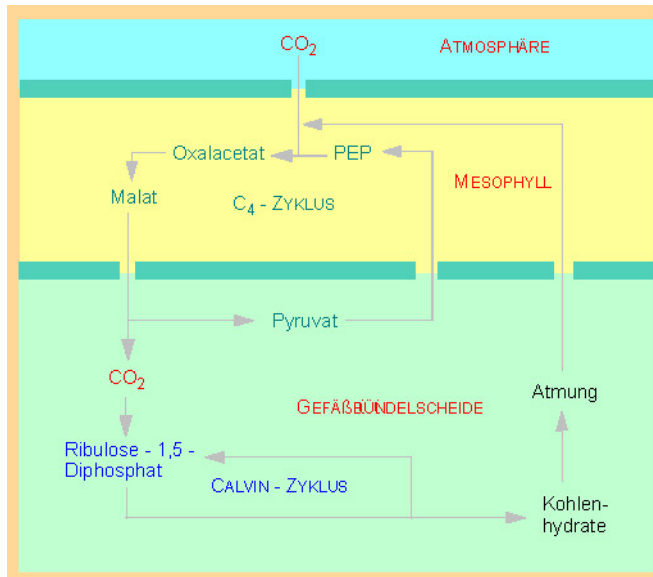 CO2
ATMOSPHÄRE
Oxalacetat
PEP
MESOPHYLL
Malat
C4 - ZYKLUS
Pyruvat
CO2
GEFÄßBÜNDELSCHEIDE
Atmung
Ribulose - 1,5 -
Diphosphat
CALVIN - ZYKLUS
Kohlen-
hydrate